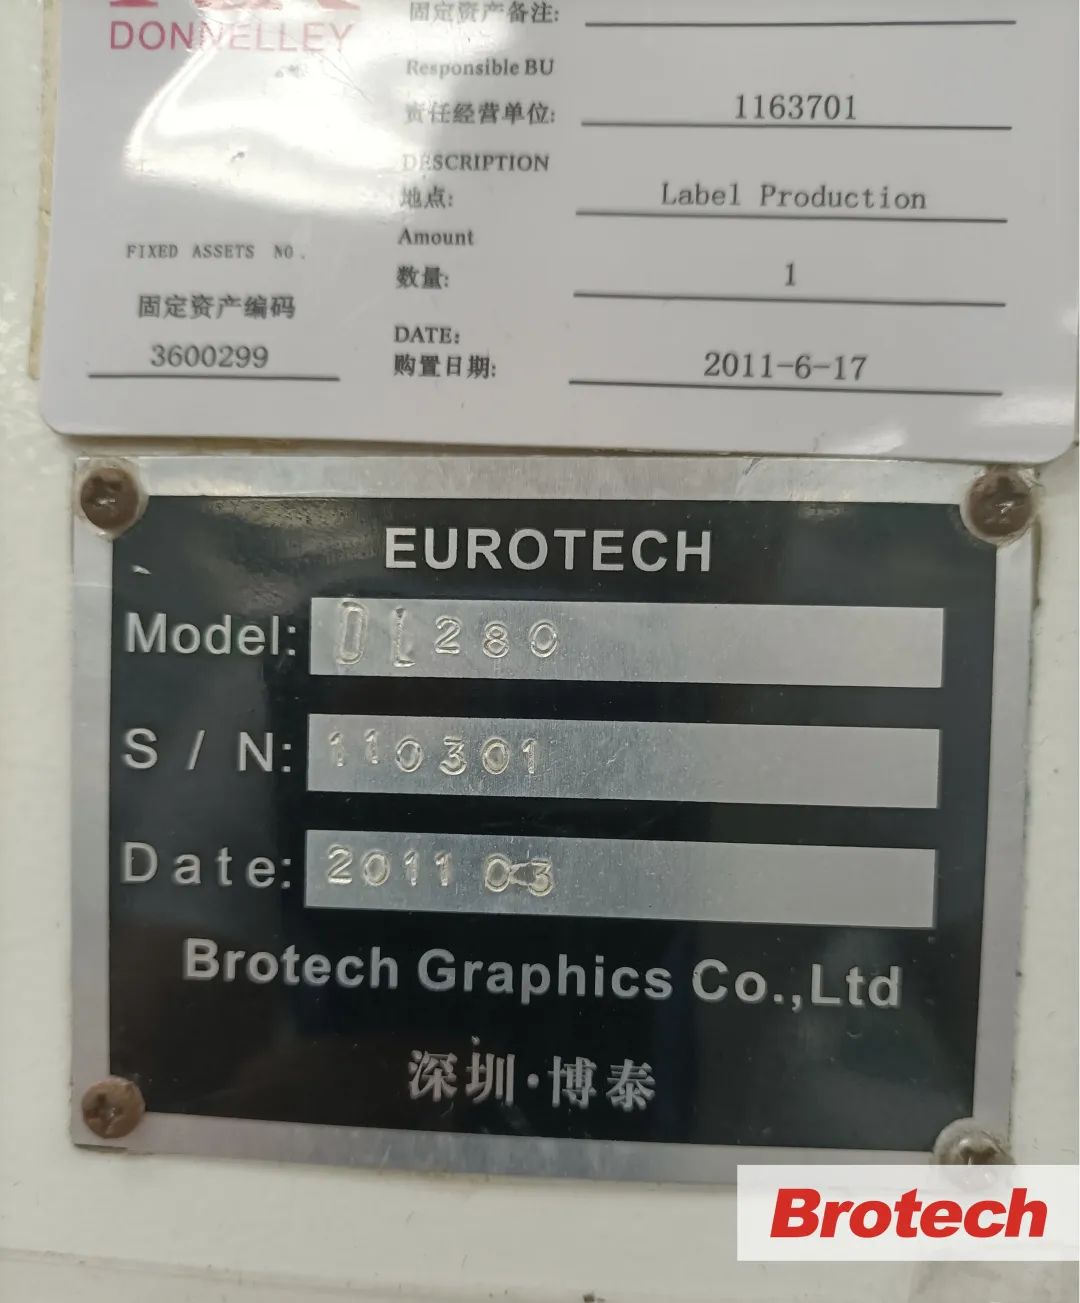 DONNELLEY
固定资产备注:
Responsible BU
责任经营单位: 1163701
DESCRIPTION
地点: Label Production
Amount
数量: 1
DATE:
购置日期: 2011-6-17
FIXED ASSETS NO.
固定资产编码
3600299
EUROTECH
Model: DL280
S/N: 110301
Date: 2011 03
Brotech Graphics Co.,Ltd
深圳·博泰
Brotech